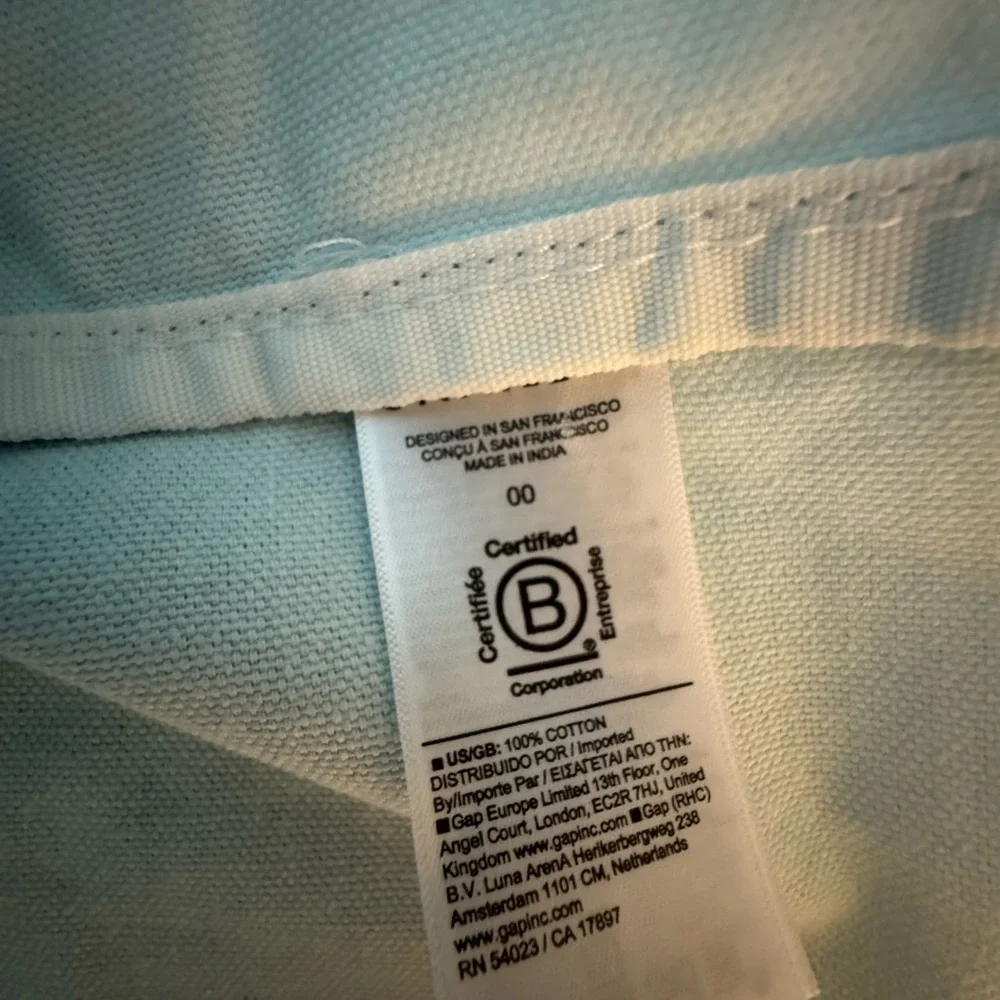 DESIGNED IN SAN FRANCISCO
CONÇU À SAN FRANCISCO
MADE IN INDIA
00
Certified
Certifiée
B
Entreprise
®
Corporation
■ US/GB: 100% COTTON
DISTRIBUIDO POR / Imported
By/Importe Par / ΕΙΣΑΓΕΤΑΙ ΑΠΟ ΤΗΝ:
■Gap Europe Limited 13th Floor, One
Angel Court, London, EC2R 7HJ, United
Kingdom www.gapinc.com ■Gap (RHC)
B.V. Luna ArenA Herikerbergweg 238
Amsterdam 1101 CM, Netherlands
www.gapinc.com
RN 54023 / CA 17897